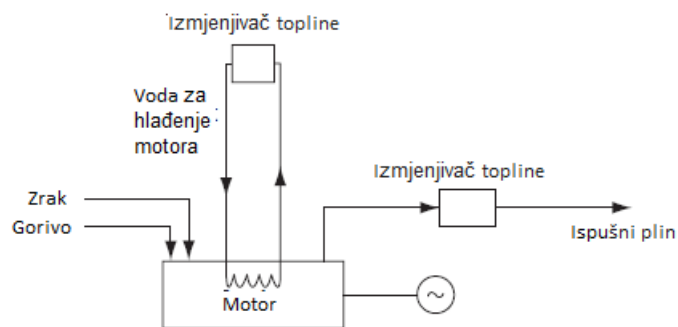 Izmjenjivač topline
Voda za
hlađenje
motora
Izmjenjivač topline
Zrak
Gorivo
Ispušni plin
Motor